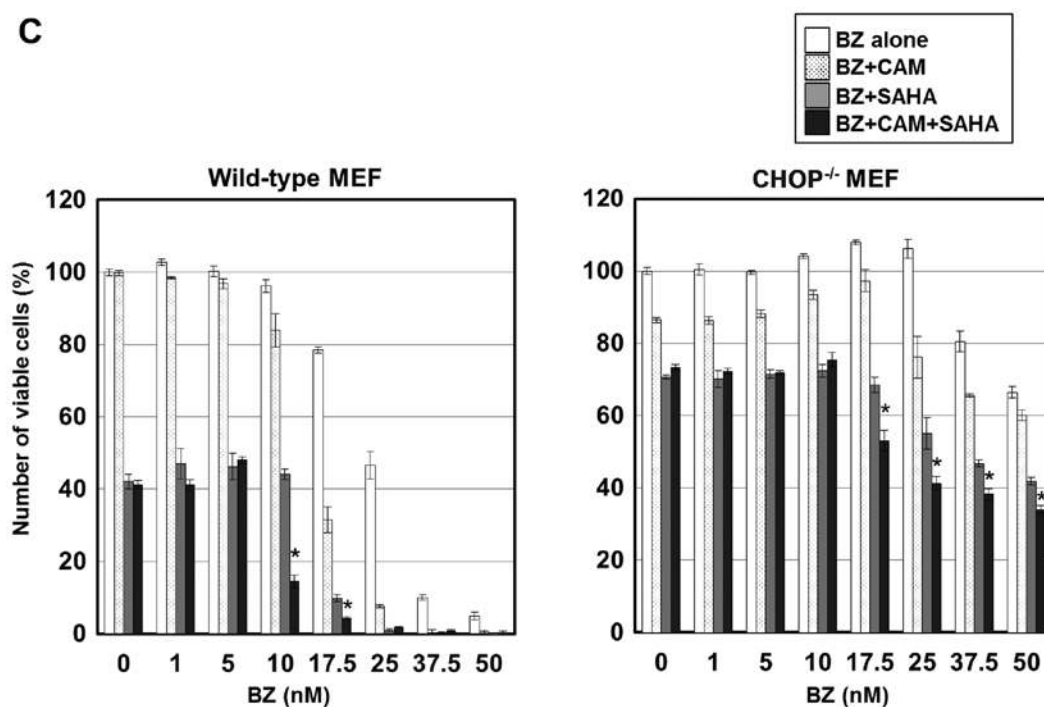 C
BZ alone
BZ+CAM
BZ+SAHA
BZ+CAM+SAHA
Wild-type MEF
Number of viable cells (%)
120
100
80
60
40
20
0
* *
0 1 5 10 17.5 25 37.5 50
BZ (nM)
CHOP-/- MEF
120
100
80
60
40
20
0
* * * *
0 1 5 10 17.5 25 37.5 50
BZ (nM)